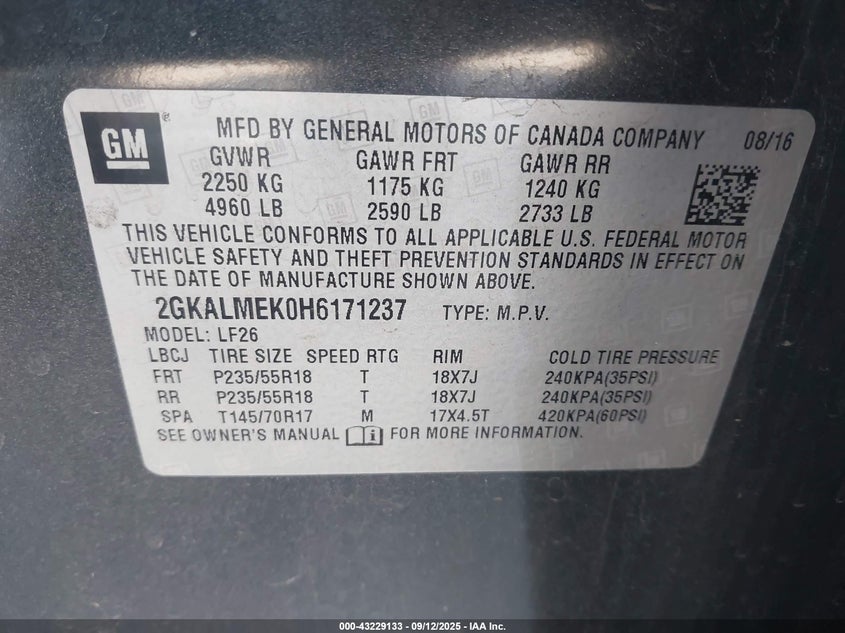 GM
MFD BY GENERAL MOTORS OF CANADA COMPANY 08/16
GVWR GAWR FRT GAWR RR
2250 KG 1175 KG 1240 KG
4960 LB 2590 LB 2733 LB
THIS VEHICLE CONFORMS TO ALL APPLICABLE U.S. FEDERAL MOTOR
VEHICLE SAFETY AND THEFT PREVENTION STANDARDS IN EFFECT ON
THE DATE OF MANUFACTURE SHOWN ABOVE.
2GKALMEK0H6171237 TYPE: M.P.V.
MODEL: LF26
LBCJ TIRE SIZE SPEED RTG RIM COLD TIRE PRESSURE
FRT P235/55R18 T 18X7J 240KPA(35PSI)
RR P235/55R18 T 18X7J 240KPA(35PSI)
SPA T145/70R17 M 17X4.5T 420KPA(60PSI)
SEE OWNER'S MANUAL FOR MORE INFORMATION.
000-43229133 - 09/12/2025 - IAA Inc.